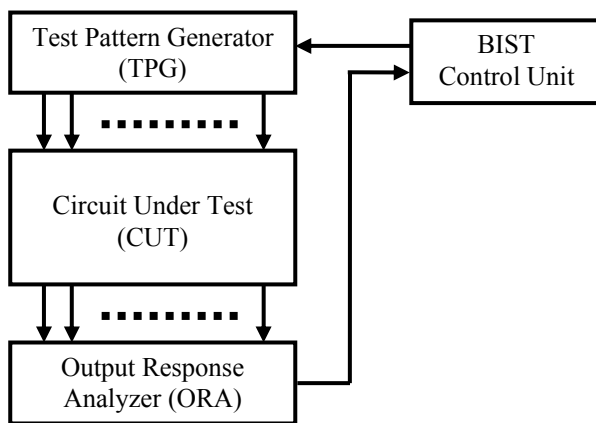 Test Pattern Generator
(TPG)
BIST
Control Unit
Circuit Under Test
(CUT)
Output Response
Analyzer (ORA)